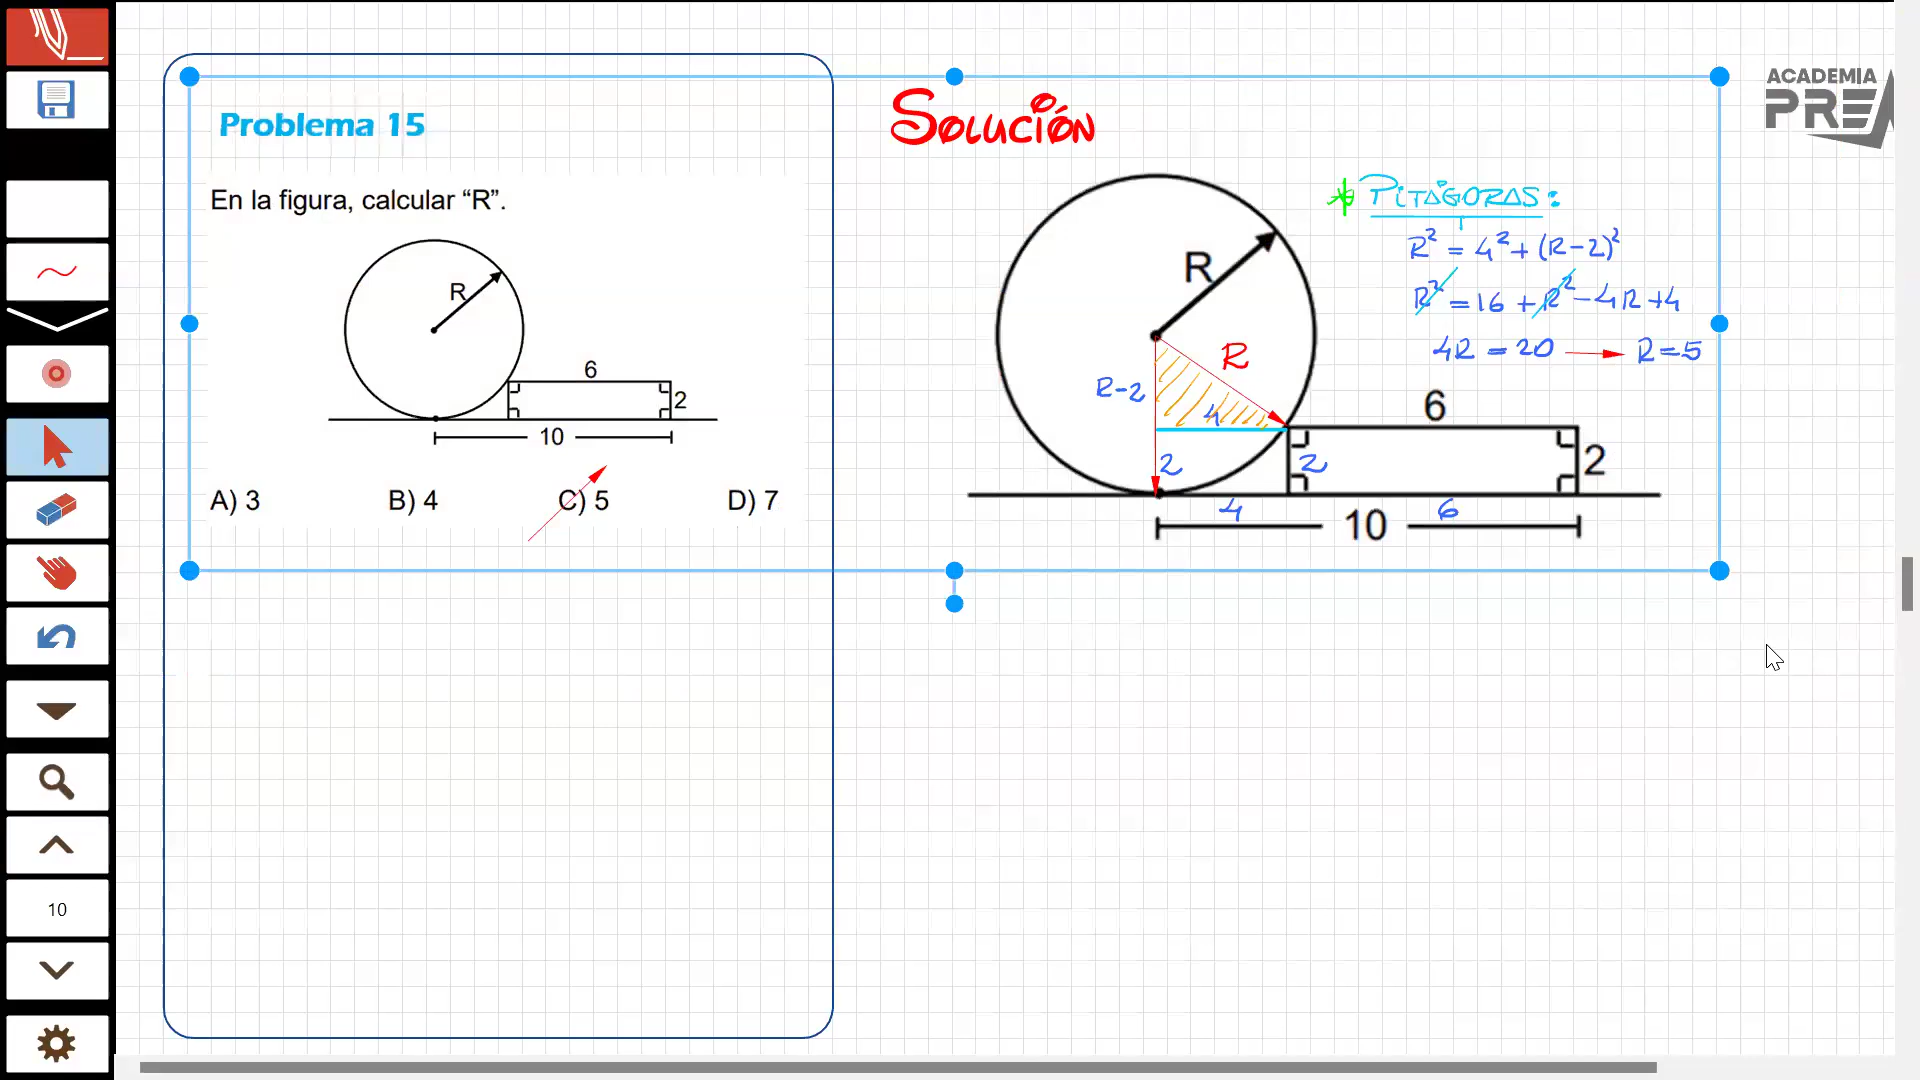 Problema 15
En la figura, calcular “R”.
R
6
2
10
A) 3 B) 4 C) 5 D) 7
SOLUCIÓN
ACADEMIA
PRE
* PITÁGORAS:
R² = 4² + (R-2)²
R² = 16 + R² - 4R + 4
4R = 20 → R = 5
R
R
R-2
4
2
2
6
2
4
6
10
10